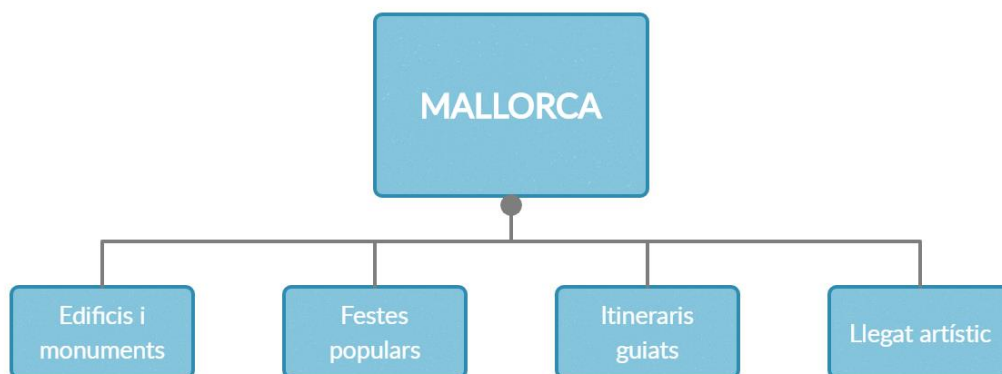 MALLORCA
Edificis i
monuments
Festes
populars
Itineraris
guiats
Llegat artístic